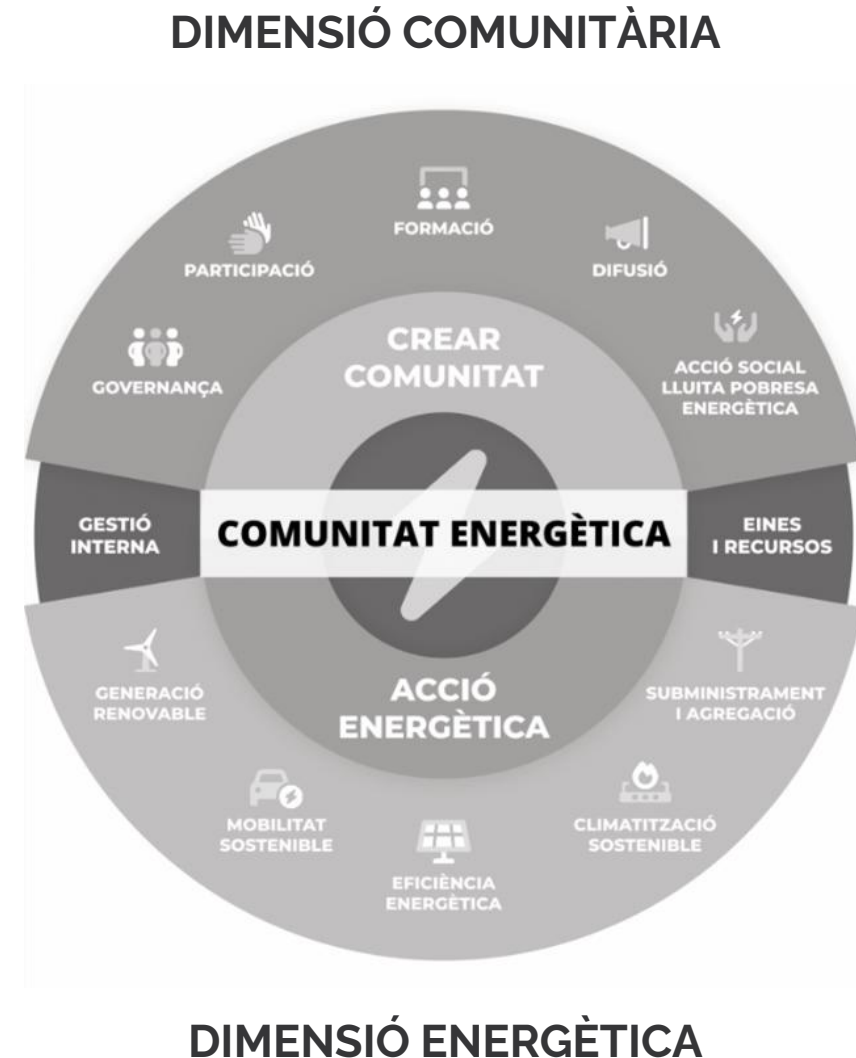 DIMENSIÓ COMUNITÀRIA
FORMACIÓ
PARTICIPACIÓ
DIFUSIÓ
GOVERNANÇA
CREAR
COMUNITAT
ACCIÓ SOCIAL
LLUITA POBRESA
ENERGÈTICA
GESTIÓ
INTERNA
COMUNITAT ENERGÈTICA
EINES
I RECURSOS
GENERACIÓ
RENOVABLE
ACCIÓ
ENERGÈTICA
SUBMINISTRAMENT
I AGREGACIÓ
MOBILITAT
SOSTENIBLE
CLIMATITZACIÓ
SOSTENIBLE
EFICIÈNCIA
ENERGÈTICA
DIMENSIÓ ENERGÈTICA